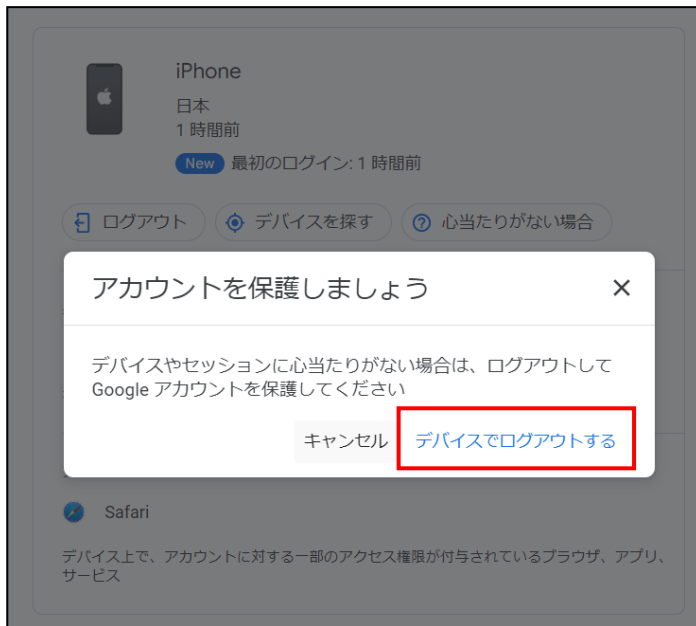 iPhone
日本
1 時間前
New 最初のログイン: 1 時間前
ログアウト デバイスを探す 心当たりがない場合
アカウントを保護しましょう
デバイスやセッションに心当たりがない場合は、ログアウトして
Google アカウントを保護してください
キャンセル デバイスでログアウトする
Safari
デバイス上で、アカウントに対する一部のアクセス権限が付与されているブラウザ、アプリ、
サービス